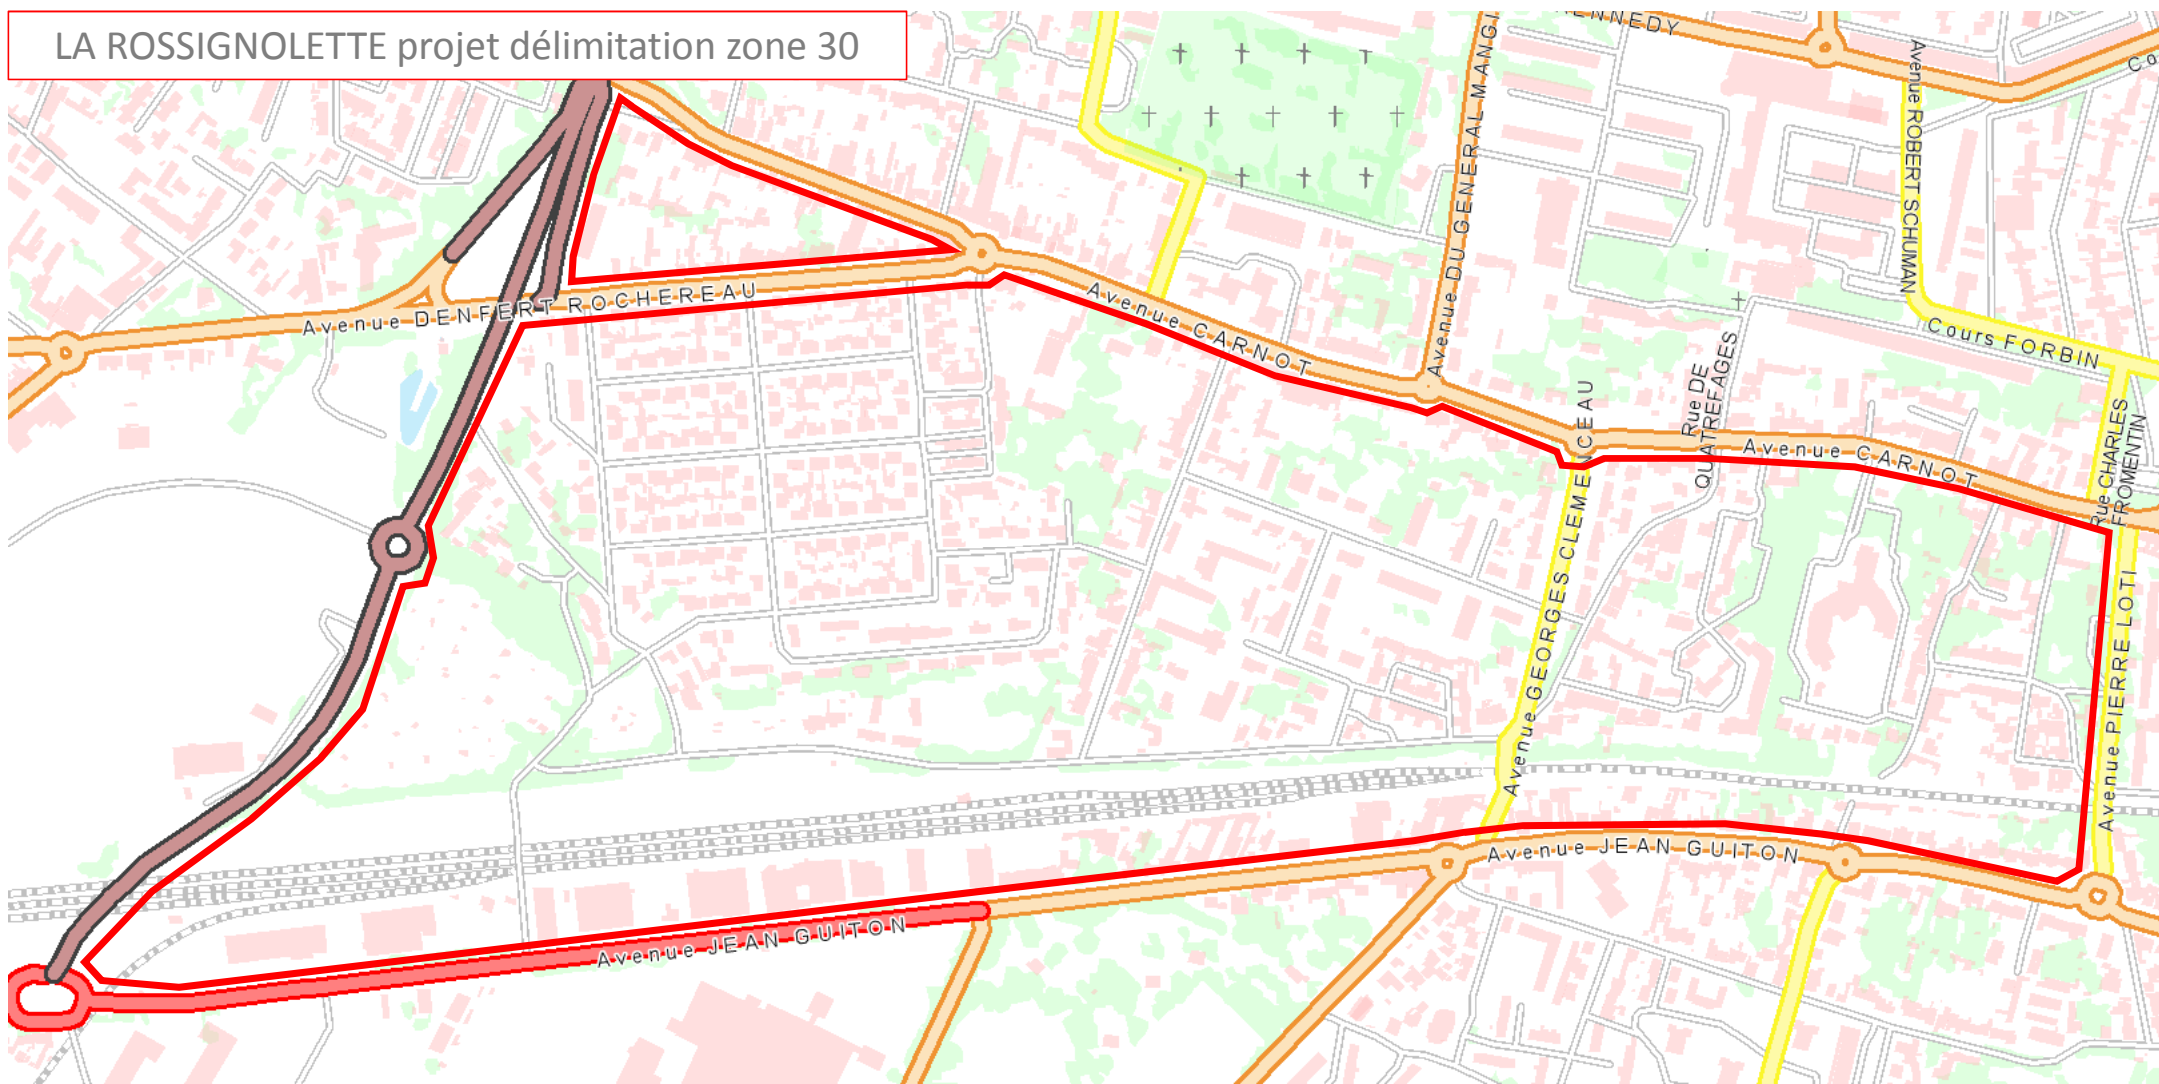 LA ROSSIGNOLETTE projet délimitation zone 30
KENNEDY
Avenue DU GENERAL MANGI
Avenue ROBERT SCHUMAN
Co
Avenue DENFERT ROCHEREAU
Avenue CARNOT
Cours FORBIN
Rue DE
QUATREFAGES
Avenue GEORGES CLEMENCEAU
Avenue CARNOT
Rue CHARLES
FROMENTIN
Avenue PIERRE LOTI
Avenue JEAN GUITON
Avenue JEAN GUITON